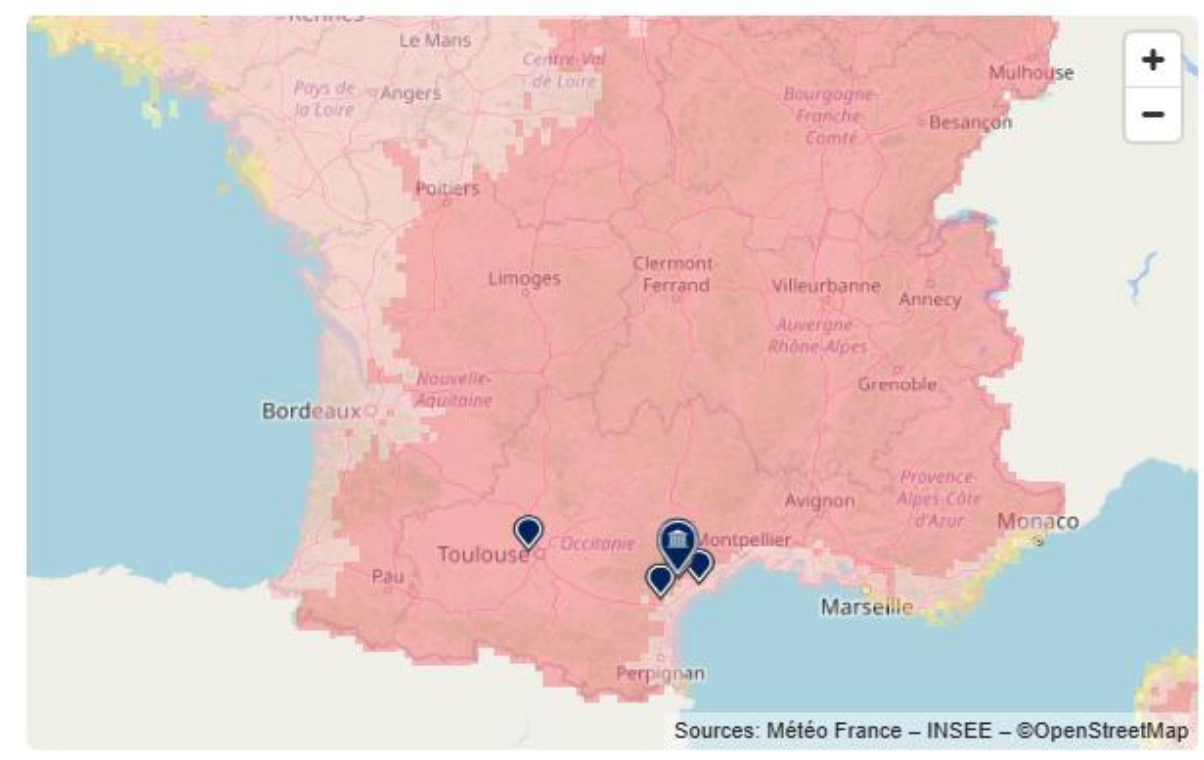 Rennes
Le Mans
Centre-Val
de Loire
Pays de
la Loire
Angers
Mulhouse
Bourgogne-
Franche-
Comté
Besançon
Poitiers
Limoges
Clermont-
Ferrand
Villeurbanne
Annecy
Auvergne
Rhône-Alpes
Nouvelle-
Aquitaine
Grenoble
Bordeaux
Provence-
Alpes-Côte
d'Azur
Avignon
Monaco
Toulouse
Occitanie
Montpellier
Pau
Marseille
Perpignan
+
−
Sources: Météo France – INSEE – ©OpenStreetMap